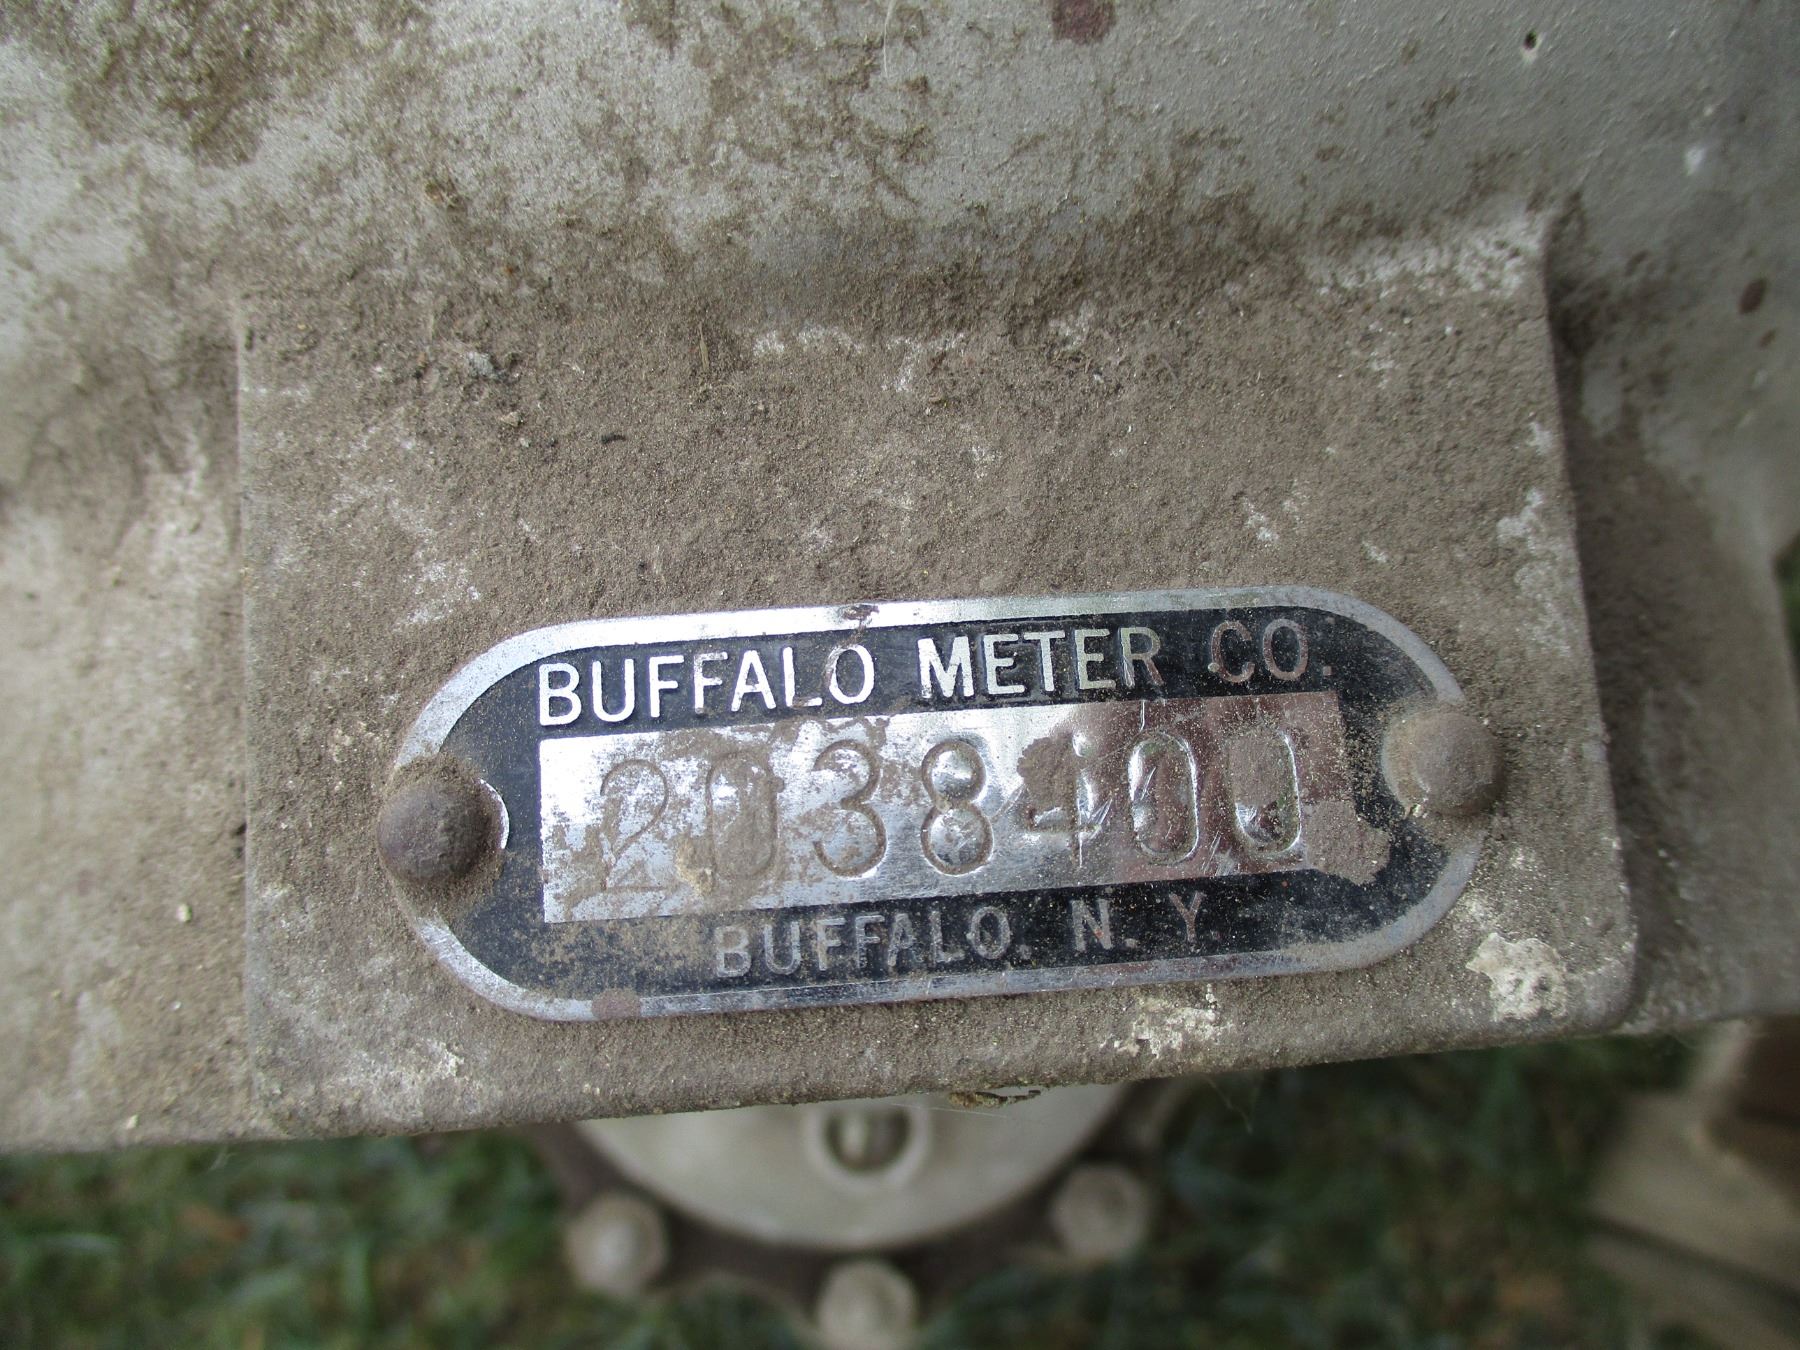 BUFFALO METER CO.
2038400
BUFFALO. N. Y.